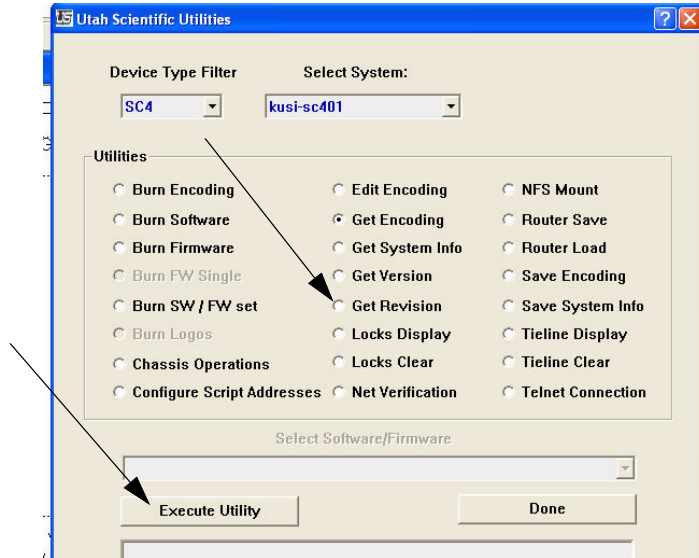 US Utah Scientific Utilities
Device Type Filter Select System:
SC4 kusi-sc401
Utilities
Burn Encoding Edit Encoding NFS Mount
Burn Software Get Encoding Router Save
Burn Firmware Get System Info Router Load
Burn FW Single Get Version Save Encoding
Burn SW / FW set Get Revision Save System Info
Burn Logos Locks Display Tieline Display
Chassis Operations Locks Clear Tieline Clear
Configure Script Addresses Net Verification Telnet Connection
Select Software/Firmware
Execute Utility Done